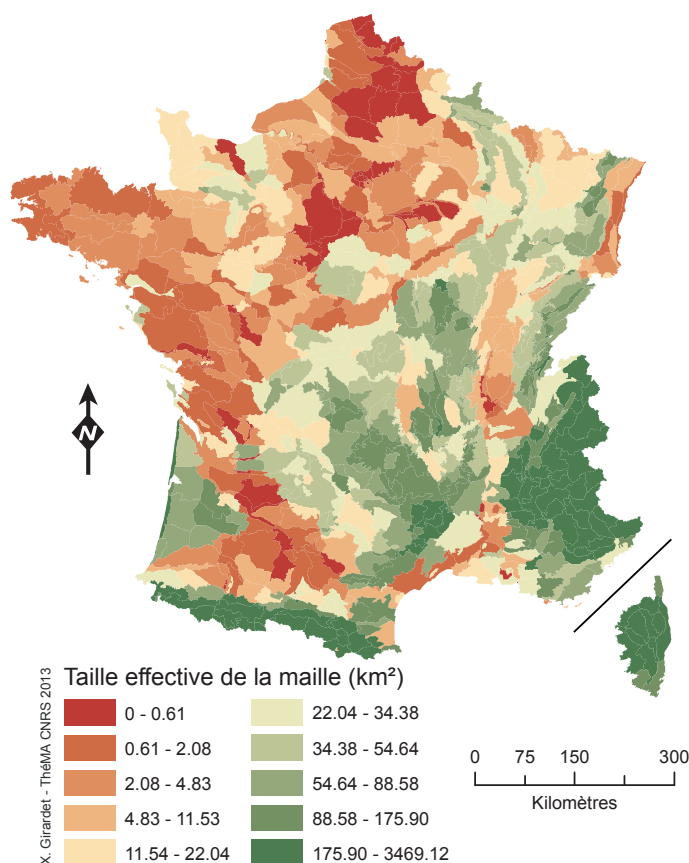 N
X. Girardet - ThéMA CNRS 2013
Taille effective de la maille (km²)
0 - 0.61
0.61 - 2.08
2.08 - 4.83
4.83 - 11.53
11.54 - 22.04
22.04 - 34.38
34.38 - 54.64
54.64 - 88.58
88.58 - 175.90
175.90 - 3469.12
0 75 150 300
Kilomètres